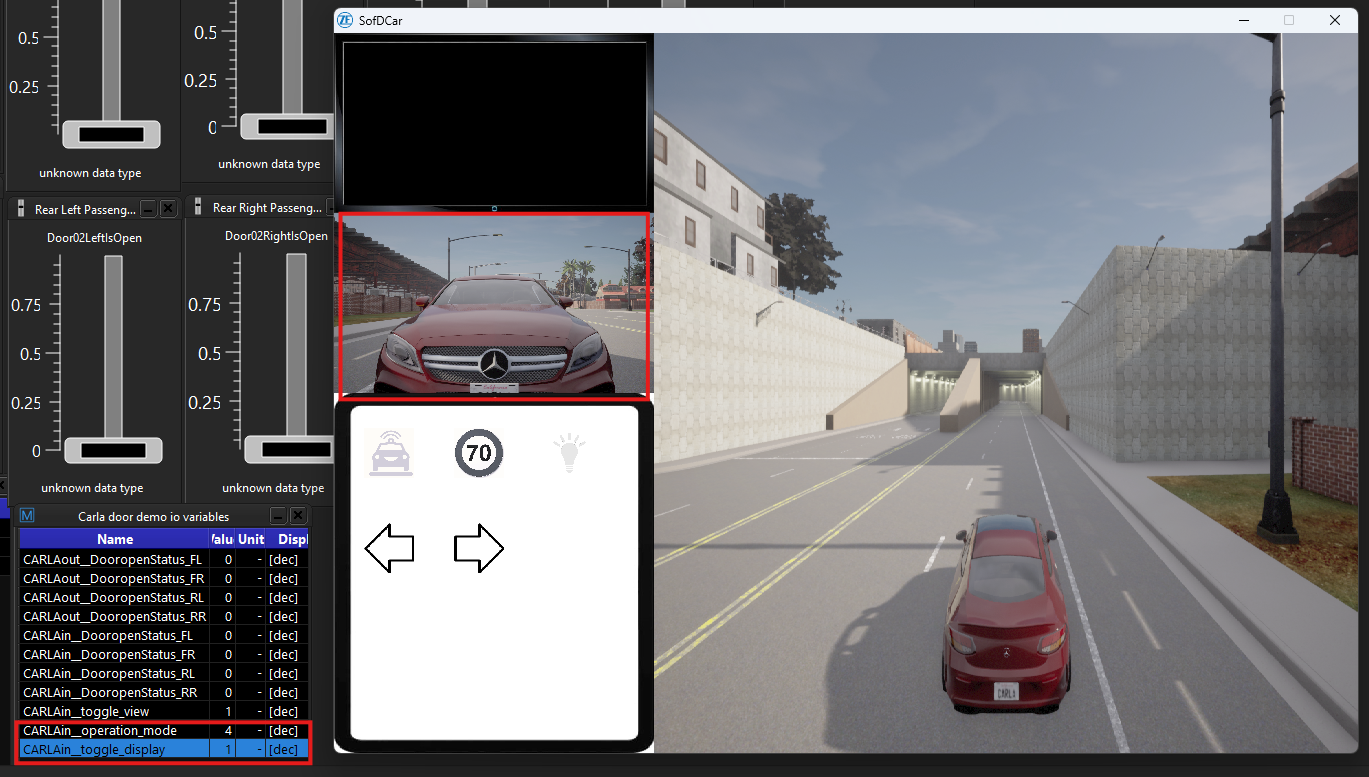 SofDCar
0.5
0.25
unknown data type
0.5
0.25
0
unknown data type
Rear Left Passeng...
Door02LeftIsOpen
0.75
0.5
0.25
0
unknown data type
Rear Right Passeng...
Door02RightIsOpen
0.75
0.5
0.25
unknown data type
California
70
M Carla door demo io variables
Name /alu Unit Displ
CARLAout__DooropenStatus_FL 0 - [dec]
CARLAout__DooropenStatus_FR 0 - [dec]
CARLAout__DooropenStatus_RL 0 - [dec]
CARLAout__DooropenStatus_RR 0 - [dec]
CARLAin__DooropenStatus_FL 0 - [dec]
CARLAin__DooropenStatus_FR 0 - [dec]
CARLAin__DooropenStatus_RL 0 - [dec]
CARLAin__DooropenStatus_RR 0 - [dec]
CARLAin__toggle_view 1 - [dec]
CARLAin__operation_mode 4 - [dec]
CARLAin__toggle_display 1 - [dec]
CARLA